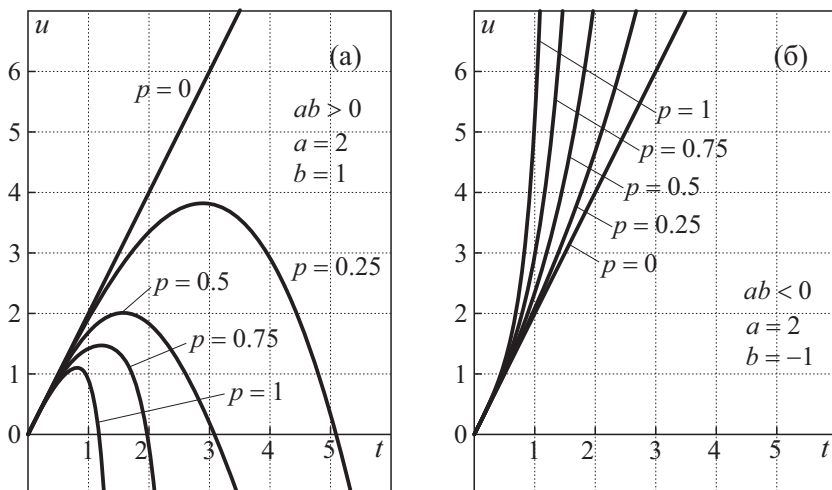 u
(а)
6
5
4
3
2
1
0
1
2
3
4
5
t
p = 0
ab > 0
a = 2
b = 1
p = 0.25
p = 0.5
p = 0.75
p = 1
u
(б)
6
5
4
3
2
1
0
1
2
3
4
5
t
p = 1
p = 0.75
p = 0.5
p = 0.25
p = 0
ab < 0
a = 2
b = −1